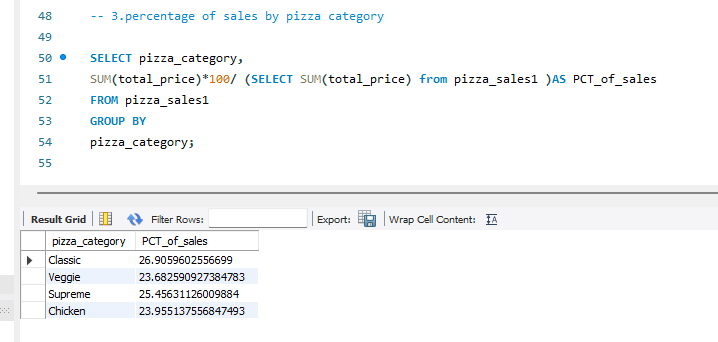 48 -- 3.percentage of sales by pizza category
49
50 SELECT pizza_category,
51 SUM(total_price)*100/ (SELECT SUM(total_price) from pizza_sales1 )AS PCT_of_sales
52 FROM pizza_sales1
53 GROUP BY
54 pizza_category;
55
Result Grid Filter Rows: Export: Wrap Cell Content: IA
pizza_category PCT_of_sales
Classic 26.9059602556699
Veggie 23.682590927384783
Supreme 25.45631126009884
Chicken 23.955137556847493